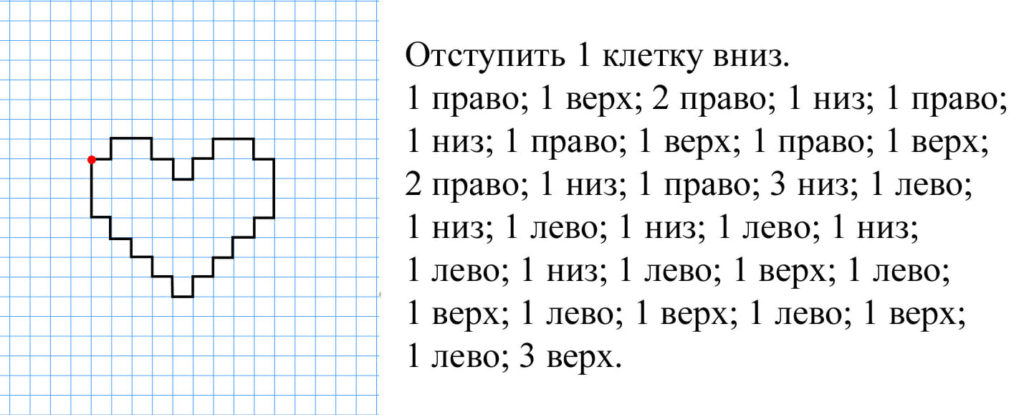 Отступить 1 клетку вниз.
1 право; 1 верх; 2 право; 1 низ; 1 право;
1 низ; 1 право; 1 верх; 1 право; 1 верх;
2 право; 1 низ; 1 право; 3 низ; 1 лево;
1 низ; 1 лево; 1 низ; 1 лево; 1 низ;
1 лево; 1 низ; 1 лево; 1 верх; 1 лево;
1 верх; 1 лево; 1 верх; 1 лево; 1 верх;
1 лево; 3 верх.